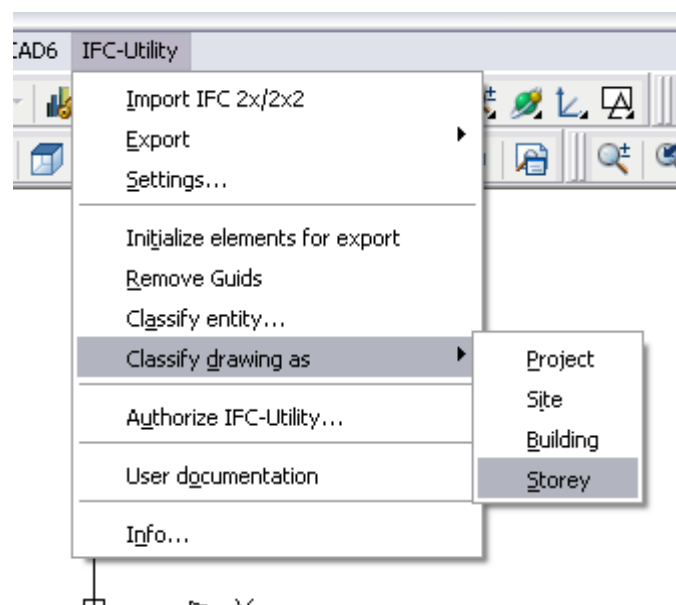 CAD6 IFC-Utility
Import IFC 2x/2x2
Export
Settings...
Initialize elements for export
Remove Guids
Classify entity...
Classify drawing as
Project
Site
Building
Storey
Authorize IFC-Utility...
User documentation
Info...